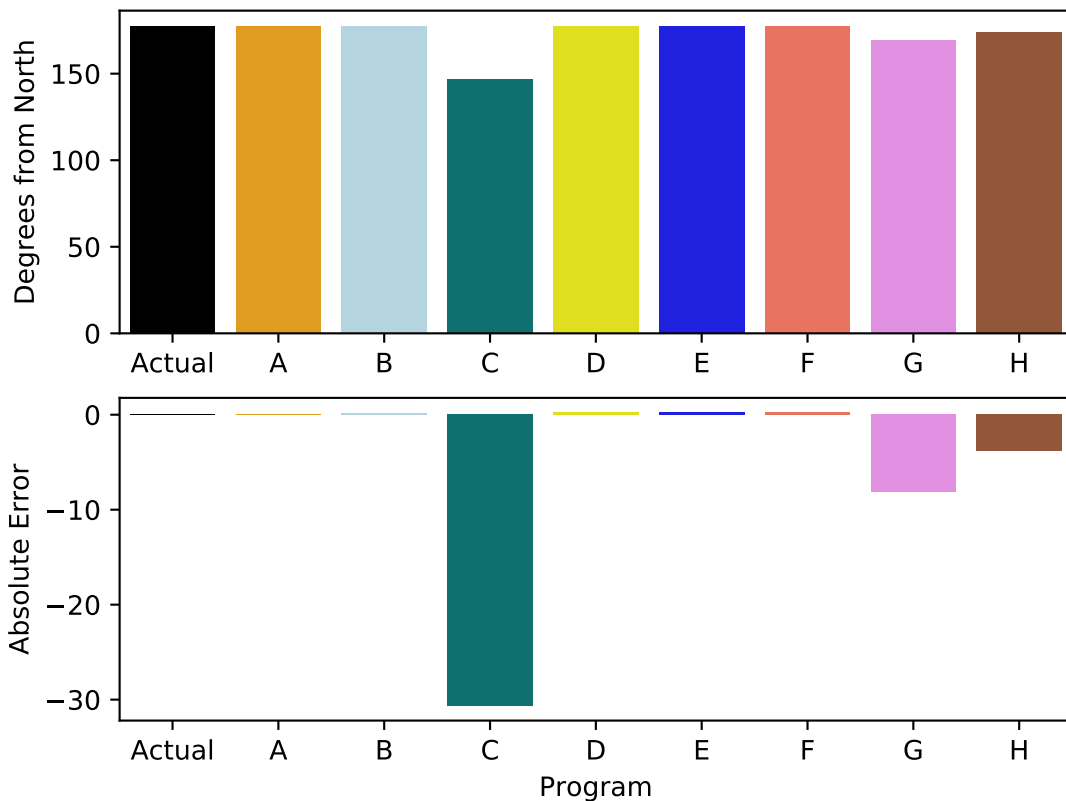 Degrees from North
150
100
50
0
Actual A B C D E F G H
Absolute Error
0
−10
−20
−30
Actual A B C D E F G H
Program